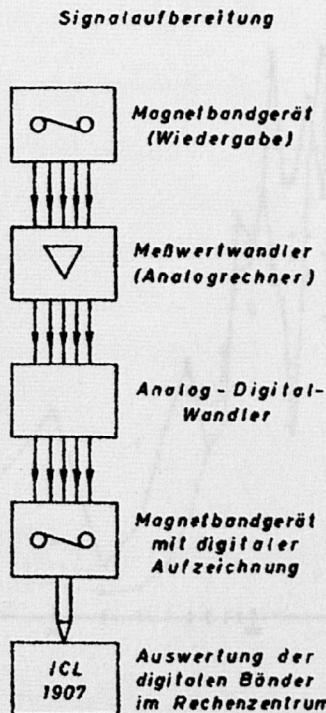 Signalaufbereitung
Magnetbandgerät
(Wiedergabe)
Meßwertwandler
(Analogrechner)
Analog-Digital-
Wandler
Magnetbandgerät
mit digitaler
Aufzeichnung
ICL
1907
Auswertung der
digitalen Bänder
im Rechenzentrum